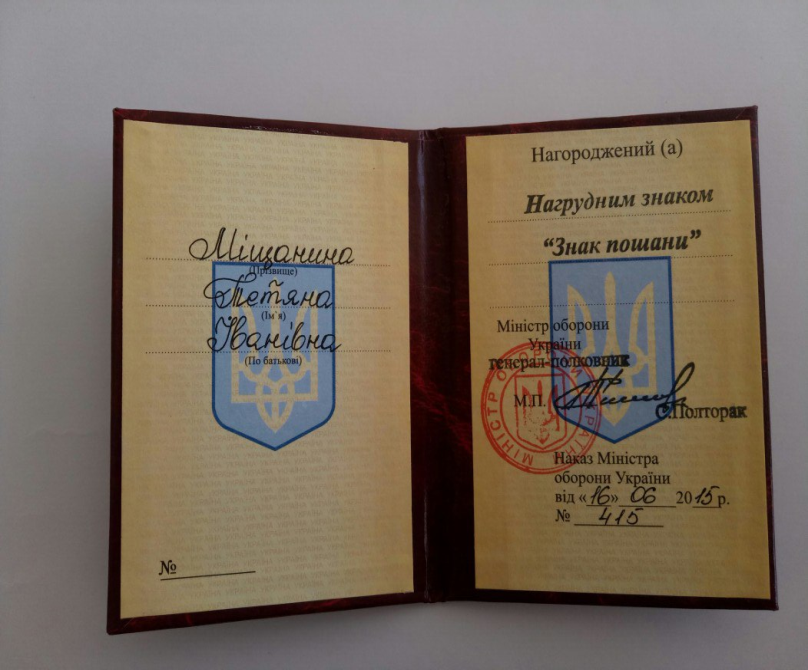 Міщанина
(Прізвище)
Тетяна
(Ім'я)
Іванівна
(По батькові)
№
Нагороджений (а)
Нагрудним знаком
“Знак пошани”
Міністр оборони
України
генерал-полковник
М.П.
С.Полторак
МІНІСТР ОБОРОНИ УКРАЇНИ
Наказ Міністра
оборони України
від «16» 06 2015 р.
№ 415